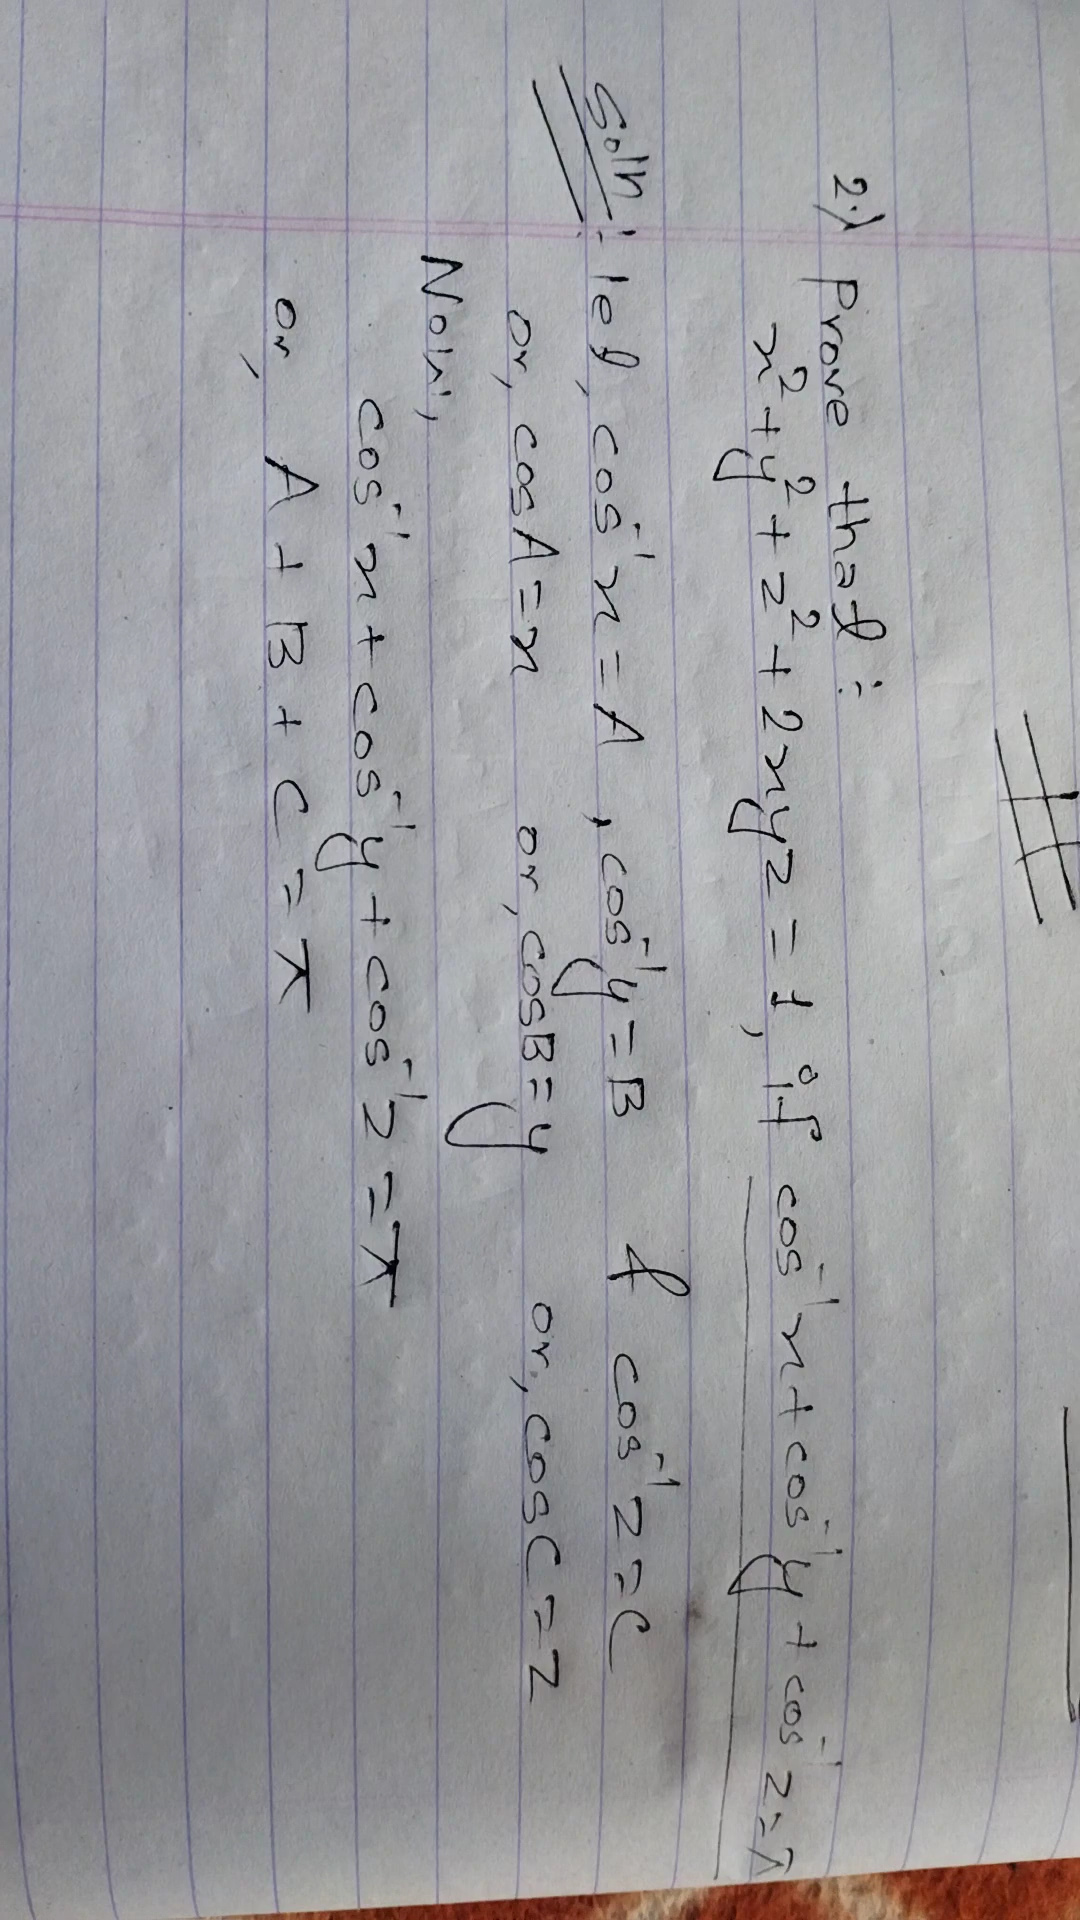 2.) Prove that:
x² + y² + z² + 2xyz = 1, if cos⁻¹x + cos⁻¹y + cos⁻¹z = π
Soln: let, cos⁻¹x = A, cos⁻¹y = B & cos⁻¹z = C
or, cosA = x or, cosB = y or, cosC = z
Now,
cos⁻¹x + cos⁻¹y + cos⁻¹z = π
or, A + B + C = π